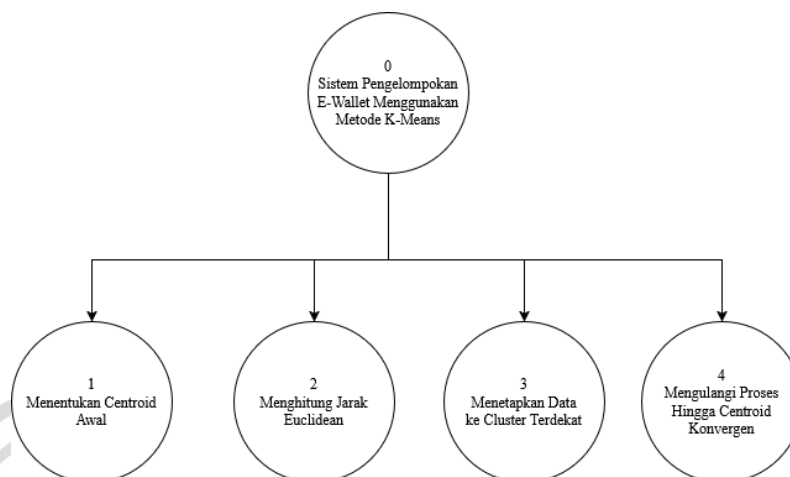 0
Sistem Pengelompokan
E-Wallet Menggunakan
Metode K-Means
1
Menentukan Centroid
Awal
2
Menghitung Jarak
Euclidean
3
Menetapkan Data
ke Cluster Terdekat
4
Mengulangi Proses
Hingga Centroid
Konvergen